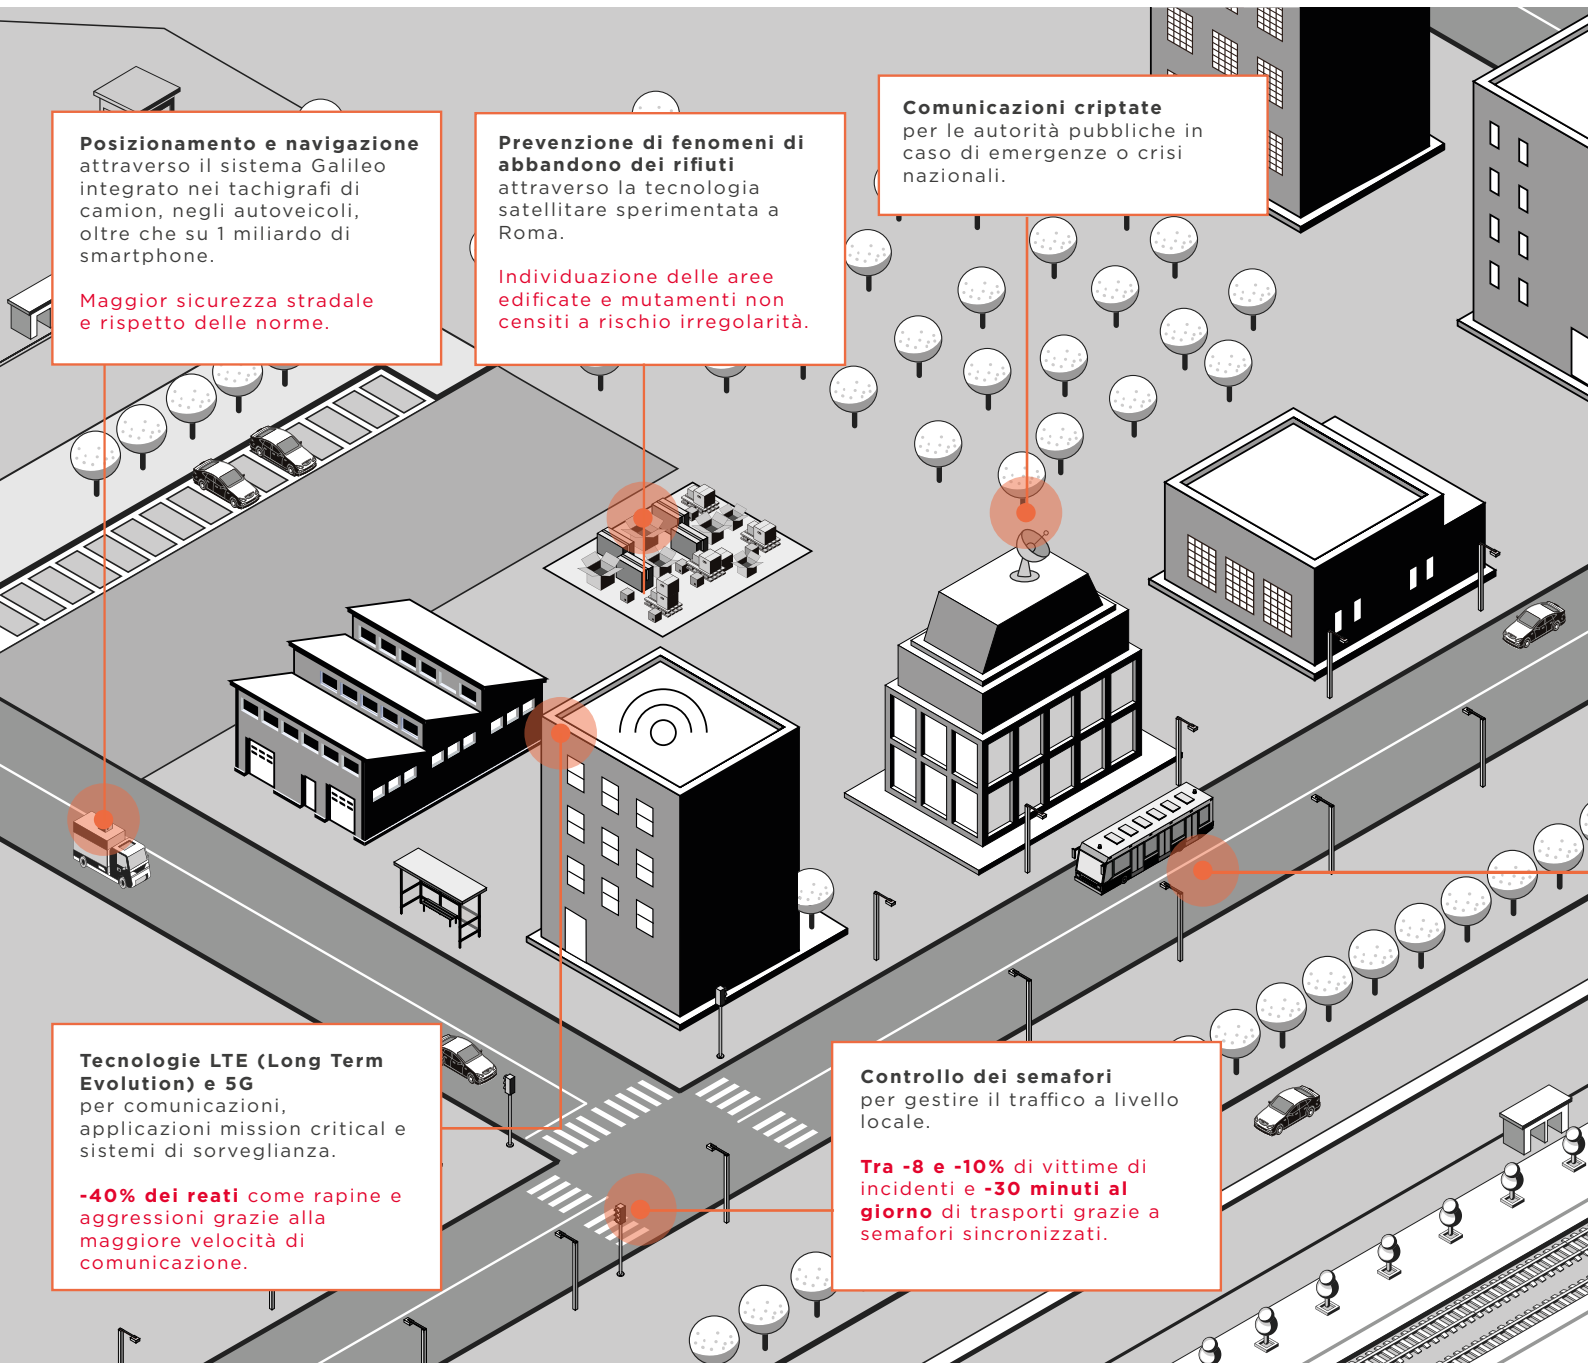 Posizionamento e navigazione
attraverso il sistema Galileo
integrato nei tachigrafi di
camion, negli autoveicoli,
oltre che su 1 miliardo di
smartphone.
Maggior sicurezza stradale
e rispetto delle norme.
Prevenzione di fenomeni di
abbandono dei rifiuti
attraverso la tecnologia
satellitare sperimentata a
Roma.
Individuazione delle aree
edificate e mutamenti non
censiti a rischio irregolarità.
Comunicazioni criptate
per le autorità pubbliche in
caso di emergenze o crisi
nazionali.
Tecnologie LTE (Long Term
Evolution) e 5G
per comunicazioni,
applicazioni mission critical e
sistemi di sorveglianza.
-40% dei reati come rapine e
aggressioni grazie alla
maggiore velocità di
comunicazione.
Controllo dei semafori
per gestire il traffico a livello
locale.
Tra -8 e -10% di vittime di
incidenti e -30 minuti al
giorno di trasporti grazie a
semafori sincronizzati.